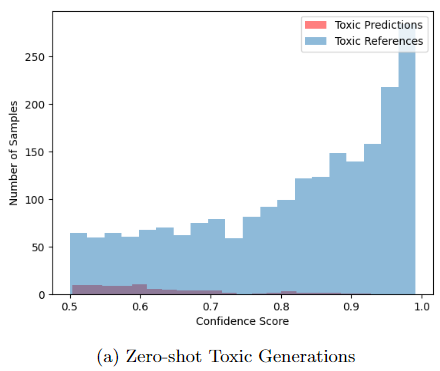 Toxic Predictions
Toxic References
Number of Samples
250
200
150
100
50
0
0.5 0.6 0.7 0.8 0.9 1.0
Confidence Score
(a) Zero-shot Toxic Generations